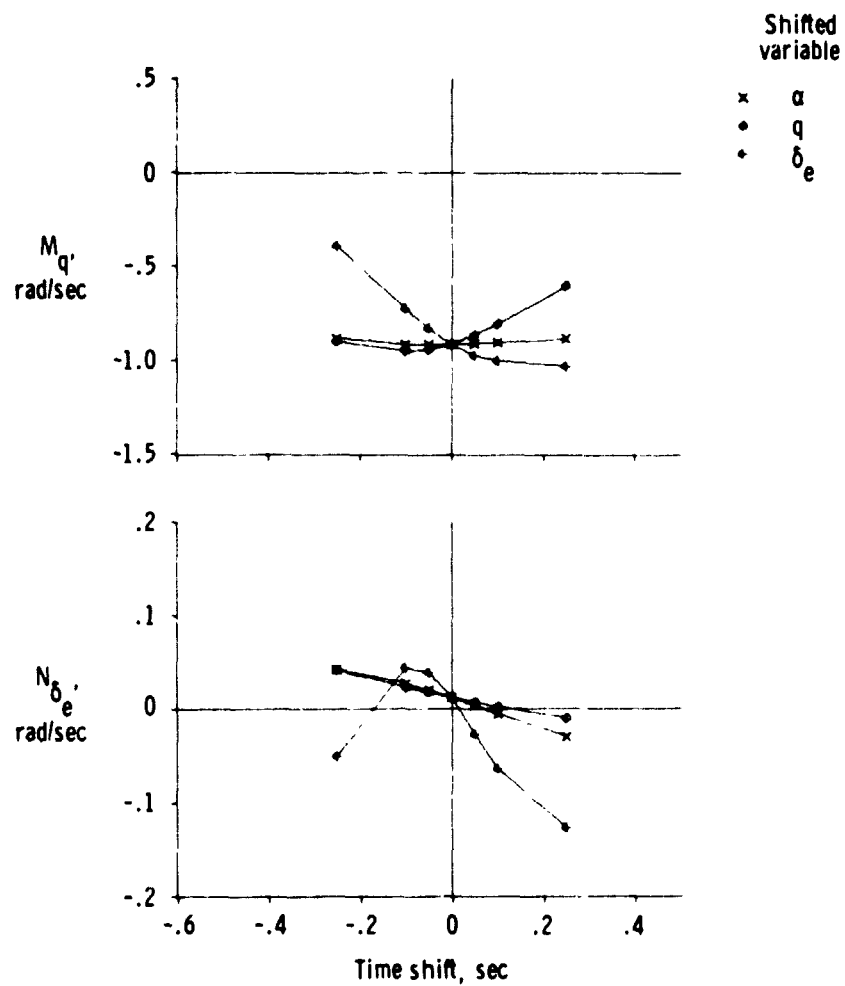 Shifted
variable
× α
q
δe
.5
0
-.5
-1.0
-1.5
Mq,
rad/sec
.2
.1
0
-.1
-.2
Nδe,
rad/sec
-.6 -.4 -.2 0 .2 .4
Time shift, sec